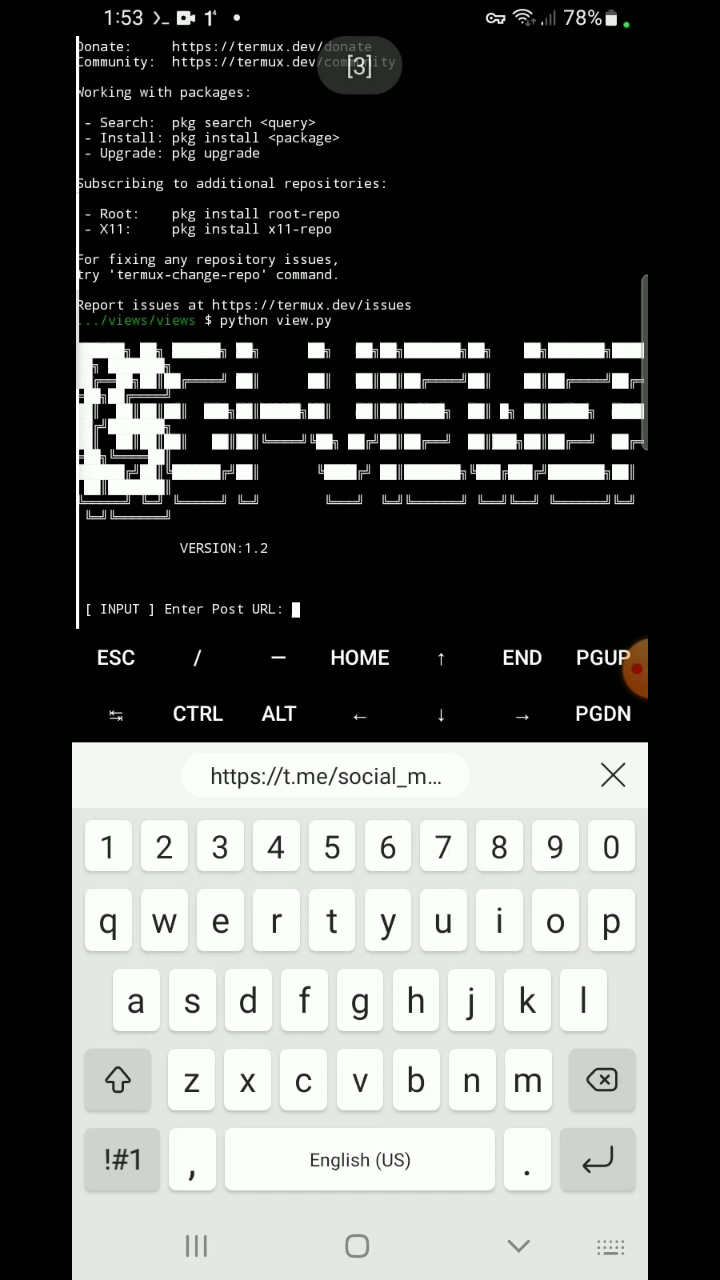 1:53
78%
Donate: https://termux.dev/donate
Community: https://termux.dev/community
[3]
Working with packages:
- Search: pkg search <query>
- Install: pkg install <package>
- Upgrade: pkg upgrade
Subscribing to additional repositories:
- Root: pkg install root-repo
- X11: pkg install x11-repo
For fixing any repository issues,
try 'termux-change-repo' command.
Report issues at https://termux.dev/issues
.../views/views $ python view.py
VERSION:1.2
[ INPUT ] Enter Post URL:
ESC / — HOME ↑ END PGUP
↹ CTRL ALT ← ↓ → PGDN
https://t.me/social_m...
1 2 3 4 5 6 7 8 9 0
q w e r t y u i o p
a s d f g h j k l
z x c v b n m
!#1 , English (US) .